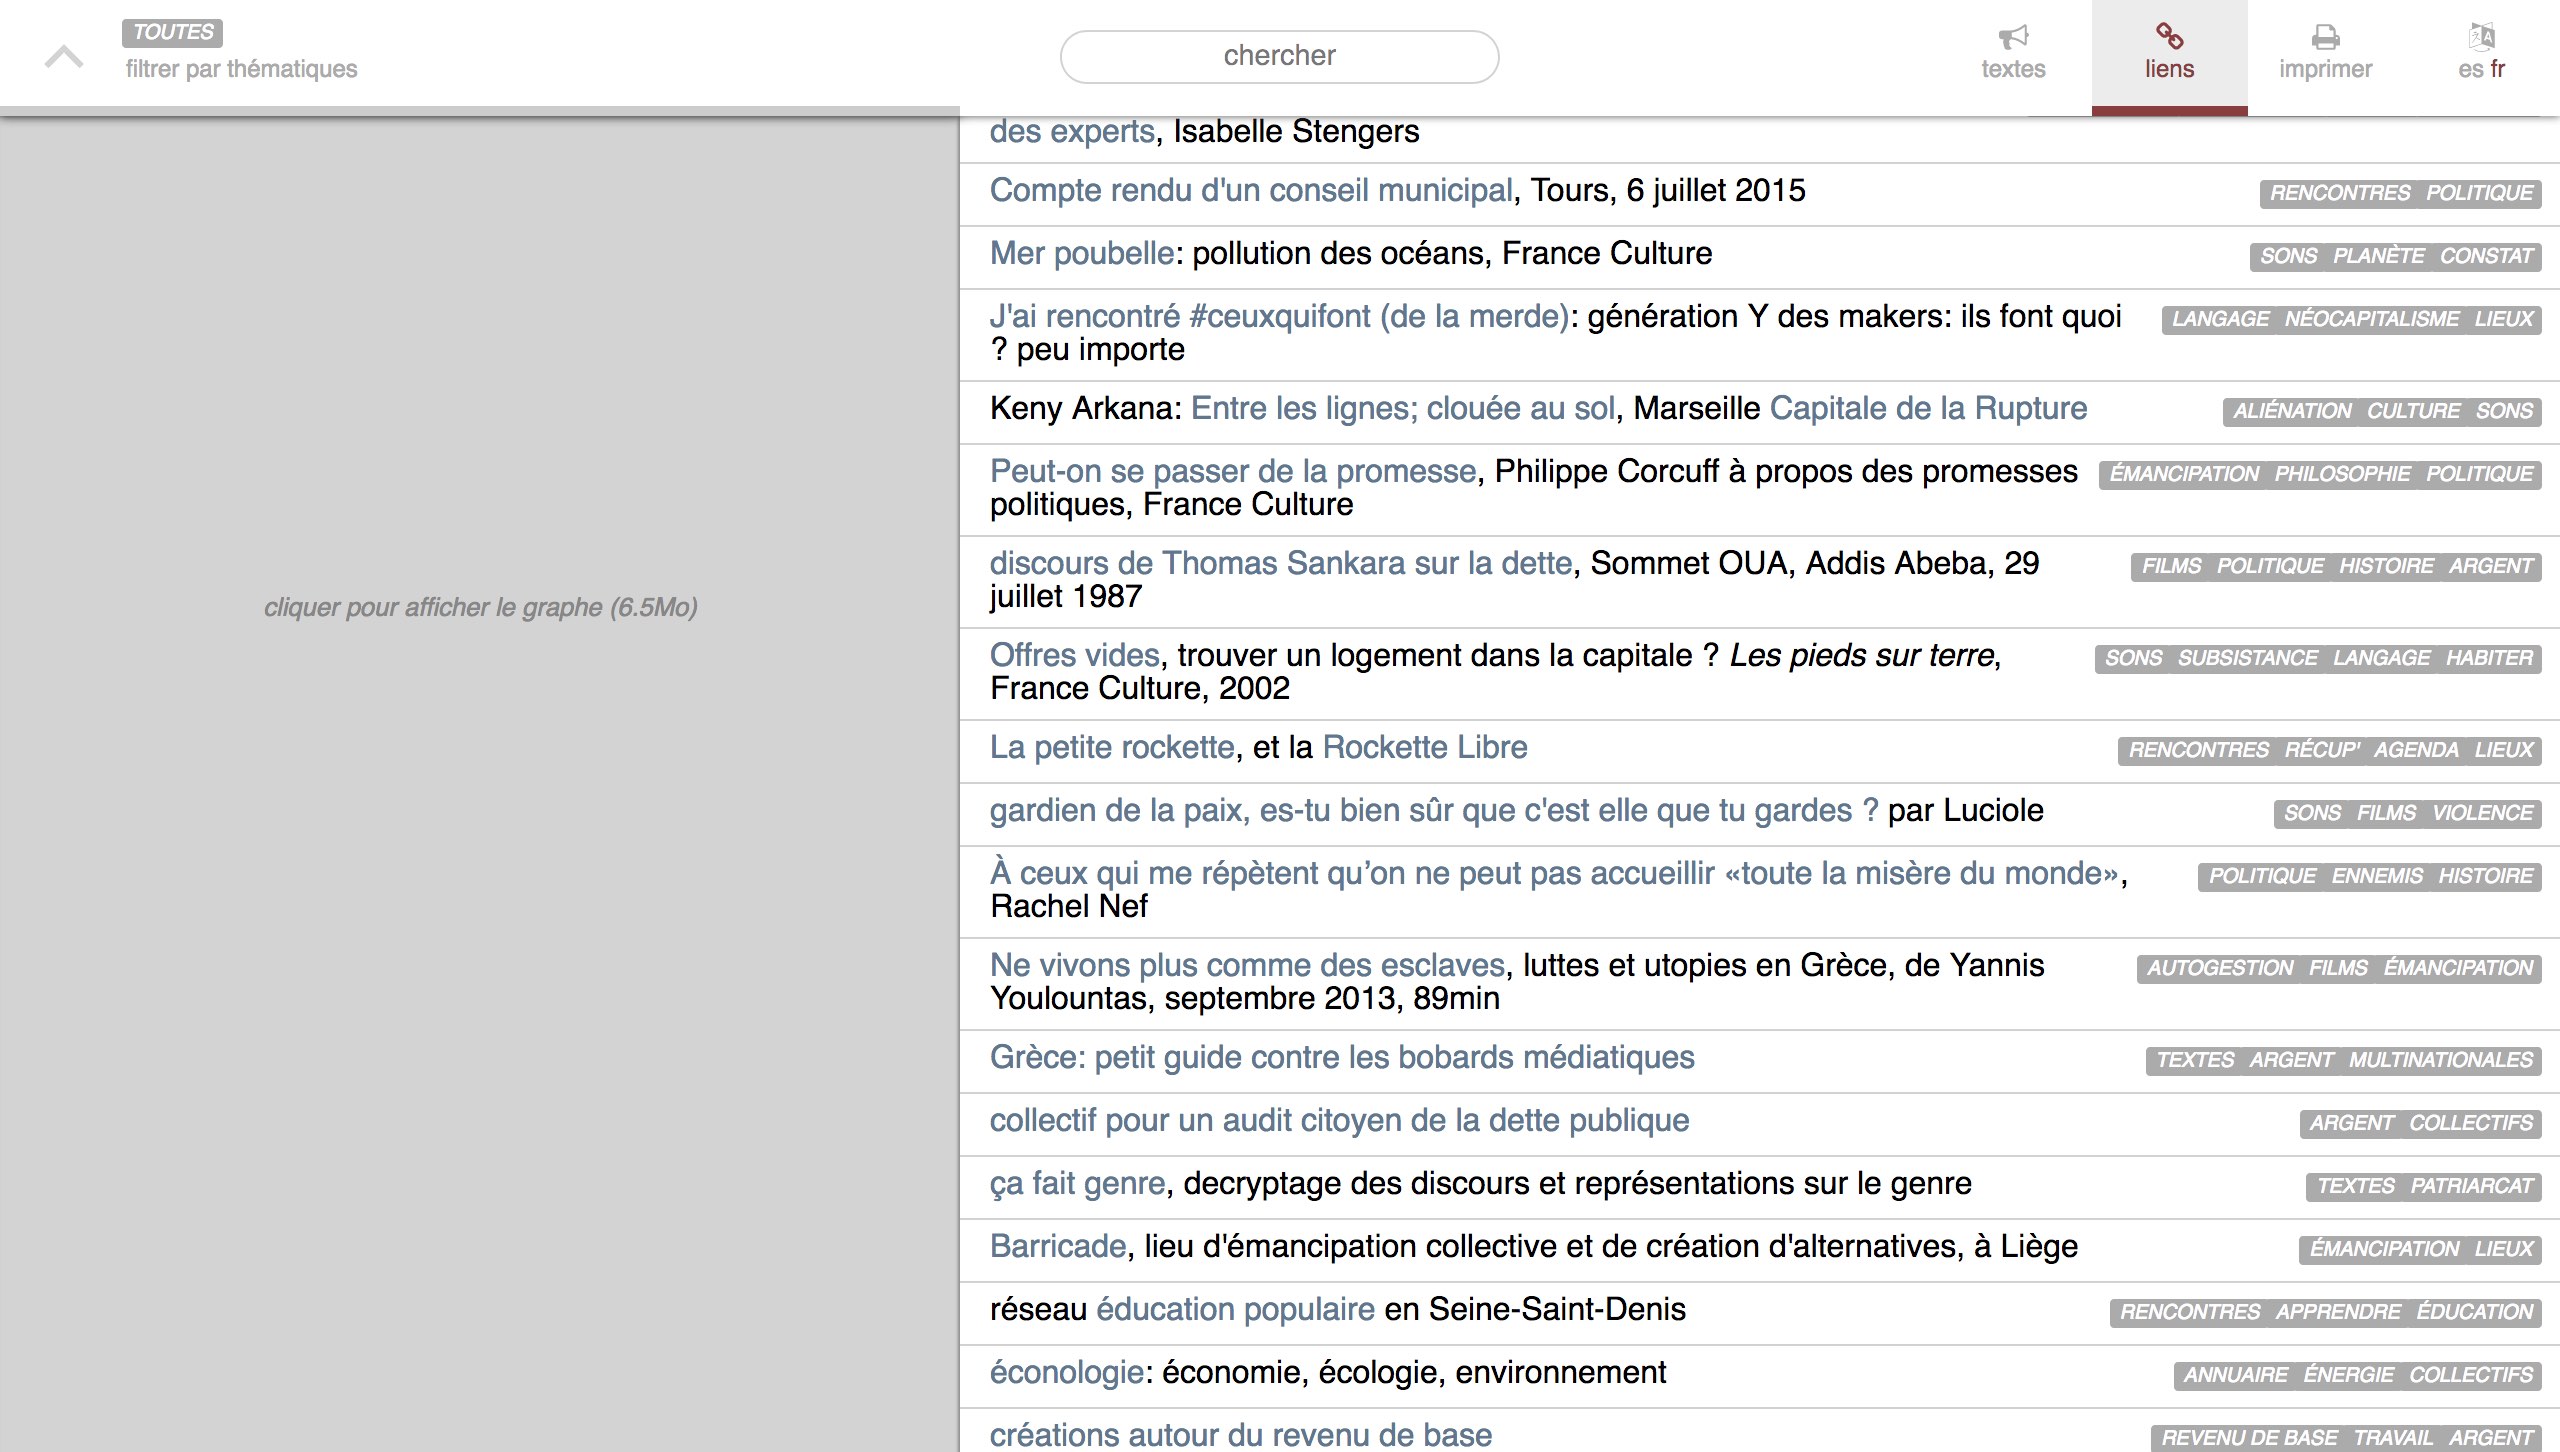 TOUTES
filtrer par thématiques
chercher
textes
liens
imprimer
es fr
cliquer pour afficher le graphe (6.5Mo)
des experts, Isabelle Stengers
Compte rendu d'un conseil municipal, Tours, 6 juillet 2015
RENCONTRES POLITIQUE
Mer poubelle: pollution des océans, France Culture
SONS PLANÈTE CONSTAT
J'ai rencontré #ceuxquifont (de la merde): génération Y des makers: ils font quoi
? peu importe
LANGAGE NÉOCAPITALISME LIEUX
Keny Arkana: Entre les lignes; clouée au sol, Marseille Capitale de la Rupture
ALIÉNATION CULTURE SONS
Peut-on se passer de la promesse, Philippe Corcuff à propos des promesses
politiques, France Culture
ÉMANCIPATION PHILOSOPHIE POLITIQUE
discours de Thomas Sankara sur la dette, Sommet OUA, Addis Abeba, 29
juillet 1987
FILMS POLITIQUE HISTOIRE ARGENT
Offres vides, trouver un logement dans la capitale ? Les pieds sur terre,
France Culture, 2002
SONS SUBSISTANCE LANGAGE HABITER
La petite rockette, et la Rockette Libre
RENCONTRES RÉCUP' AGENDA LIEUX
gardien de la paix, es-tu bien sûr que c'est elle que tu gardes ? par Luciole
SONS FILMS VIOLENCE
À ceux qui me répètent qu’on ne peut pas accueillir «toute la misère du monde»,
Rachel Nef
POLITIQUE ENNEMIS HISTOIRE
Ne vivons plus comme des esclaves, luttes et utopies en Grèce, de Yannis
Youlountas, septembre 2013, 89min
AUTOGESTION FILMS ÉMANCIPATION
Grèce: petit guide contre les bobards médiatiques
TEXTES ARGENT MULTINATIONALES
collectif pour un audit citoyen de la dette publique
ARGENT COLLECTIFS
ça fait genre, decryptage des discours et représentations sur le genre
TEXTES PATRIARCAT
Barricade, lieu d'émancipation collective et de création d'alternatives, à Liège
ÉMANCIPATION LIEUX
réseau éducation populaire en Seine-Saint-Denis
RENCONTRES APPRENDRE ÉDUCATION
éconologie: économie, écologie, environnement
ANNUAIRE ÉNERGIE COLLECTIFS
créations autour du revenu de base
REVENU DE BASE TRAVAIL ARGENT